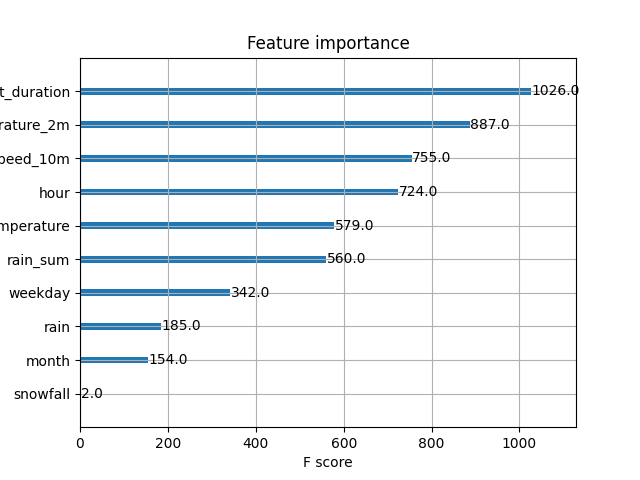 Feature importance
t_duration 1026.0
rature_2m 887.0
peed_10m 755.0
hour 724.0
mperature 579.0
rain_sum 560.0
weekday 342.0
rain 185.0
month 154.0
snowfall 2.0
0 200 400 600 800 1000
F score